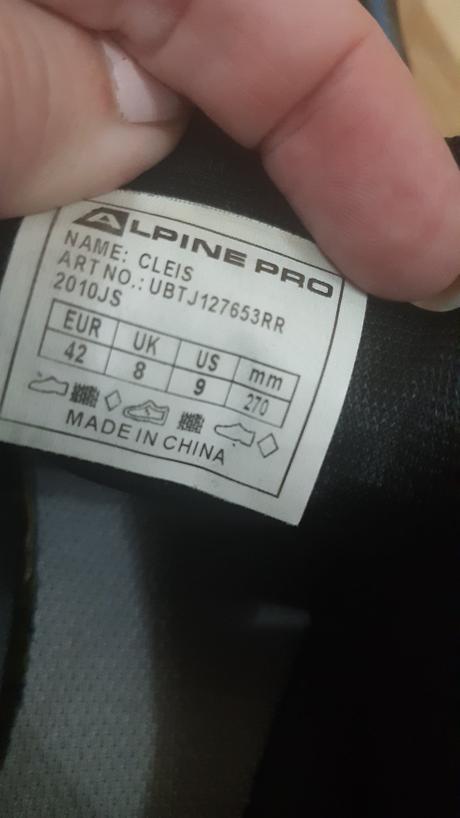 ALPINE PRO
NAME: CLEIS
ART NO.: UBTJ127653RR
2010JS
EUR UK US mm
42 8 9 270
MADE IN CHINA